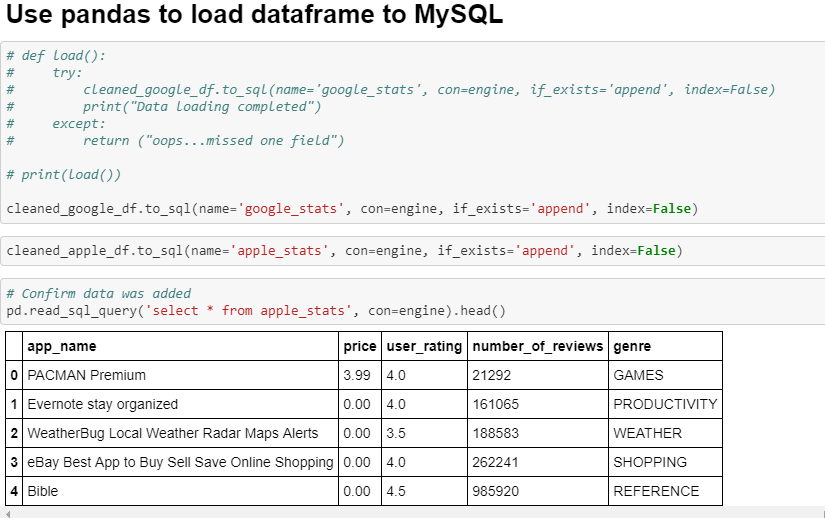 Use pandas to load dataframe to MySQL
# def load():
#     try:
#         cleaned_google_df.to_sql(name='google_stats', con=engine, if_exists='append', index=False)
#         print("Data loading completed")
#     except:
#         return ("oops...missed one field")
# print(load())
cleaned_google_df.to_sql(name='google_stats', con=engine, if_exists='append', index=False)
cleaned_apple_df.to_sql(name='apple_stats', con=engine, if_exists='append', index=False)
# Confirm data was added
pd.read_sql_query('select * from apple_stats', con=engine).head()
app_name price user_rating number_of_reviews genre
0 PACMAN Premium 3.99 4.0 21292 GAMES
1 Evernote stay organized 0.00 4.0 161065 PRODUCTIVITY
2 WeatherBug Local Weather Radar Maps Alerts 0.00 3.5 188583 WEATHER
3 eBay Best App to Buy Sell Save Online Shopping 0.00 4.0 262241 SHOPPING
4 Bible 0.00 4.5 985920 REFERENCE